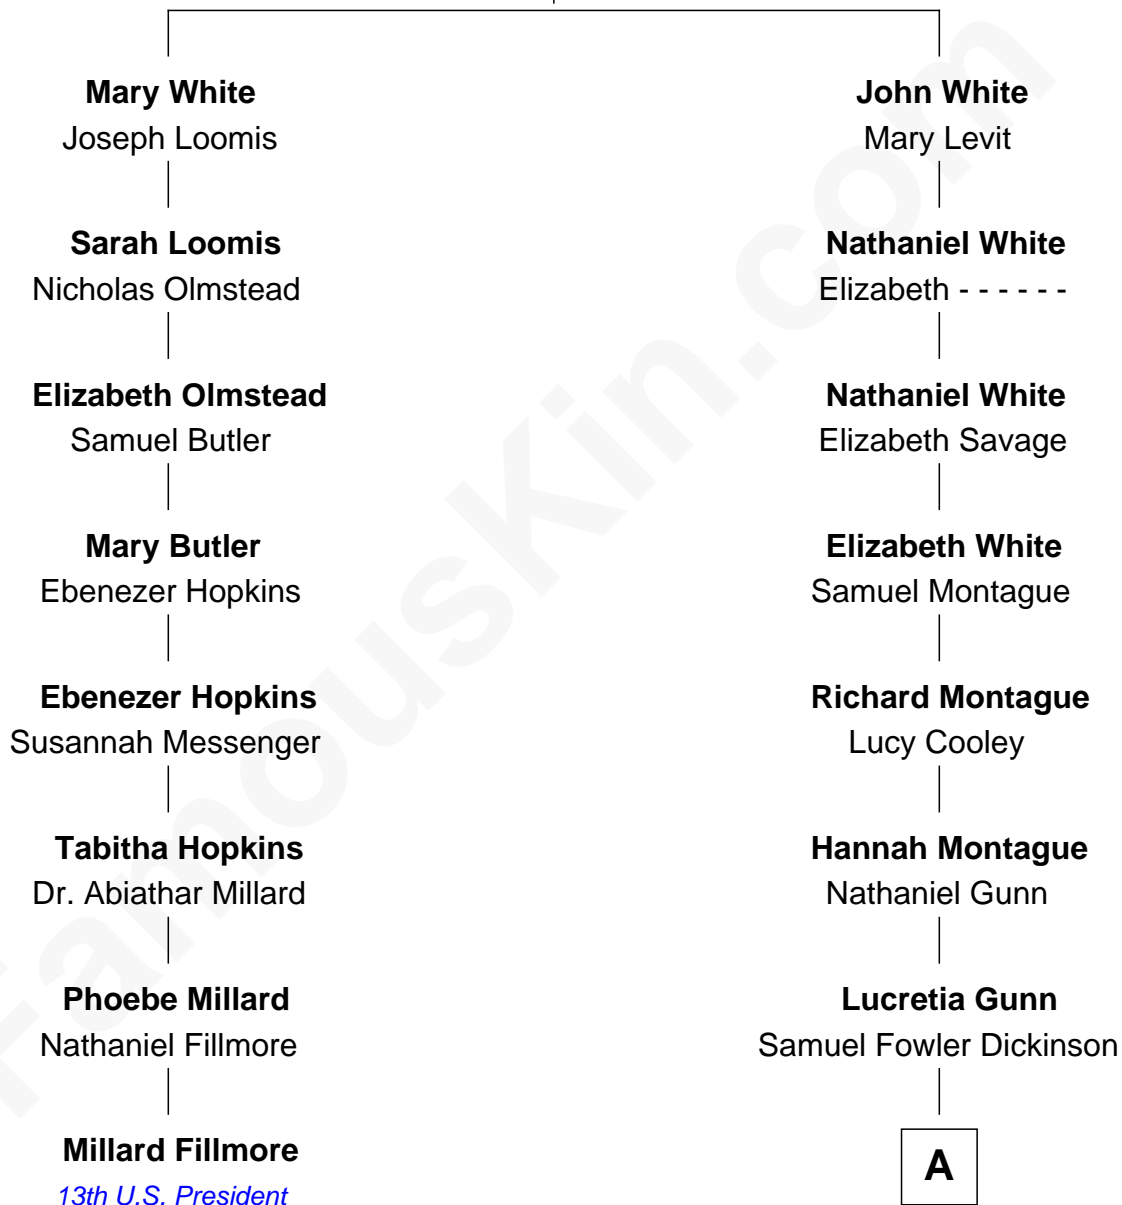 Mary White
Joseph Loomis
Sarah Loomis
Nicholas Olmstead
Elizabeth Olmstead
Samuel Butler
Mary Butler
Ebenezer Hopkins
Ebenezer Hopkins
Susannah Messenger
Tabitha Hopkins
Dr. Abiathar Millard
Phoebe Millard
Nathaniel Fillmore
Millard Fillmore
13th U.S. President
John White
Mary Levit
Nathaniel White
Elizabeth - - - - - -
Nathaniel White
Elizabeth Savage
Elizabeth White
Samuel Montague
Richard Montague
Lucy Cooley
Hannah Montague
Nathaniel Gunn
Lucretia Gunn
Samuel Fowler Dickinson
A
FamousKin.com